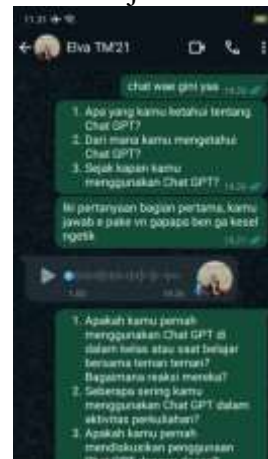 11.31
Elva TM'21
chat wae gini yaa
1. Apa yang kamu ketahui tentang
Chat GPT?
2. Dari mana kamu mengetahui
Chat GPT?
3. Sejak kapan kamu
menggunakan Chat GPT?
Iki pertanyaan bagian pertama, kamu
jawab e pake vn gapapa ben ga kesel
ngetik
1. Apakah kamu pernah
menggunakan Chat GPT di
dalam kelas atau saat belajar
bersama teman teman?
Bagaimana reaksi mereka?
2. Seberapa sering kamu
menggunakan Chat GPT dalam
aktivitas perkuliahan?
3. Apakah kamu pernah
mendiskusikan penggunaan